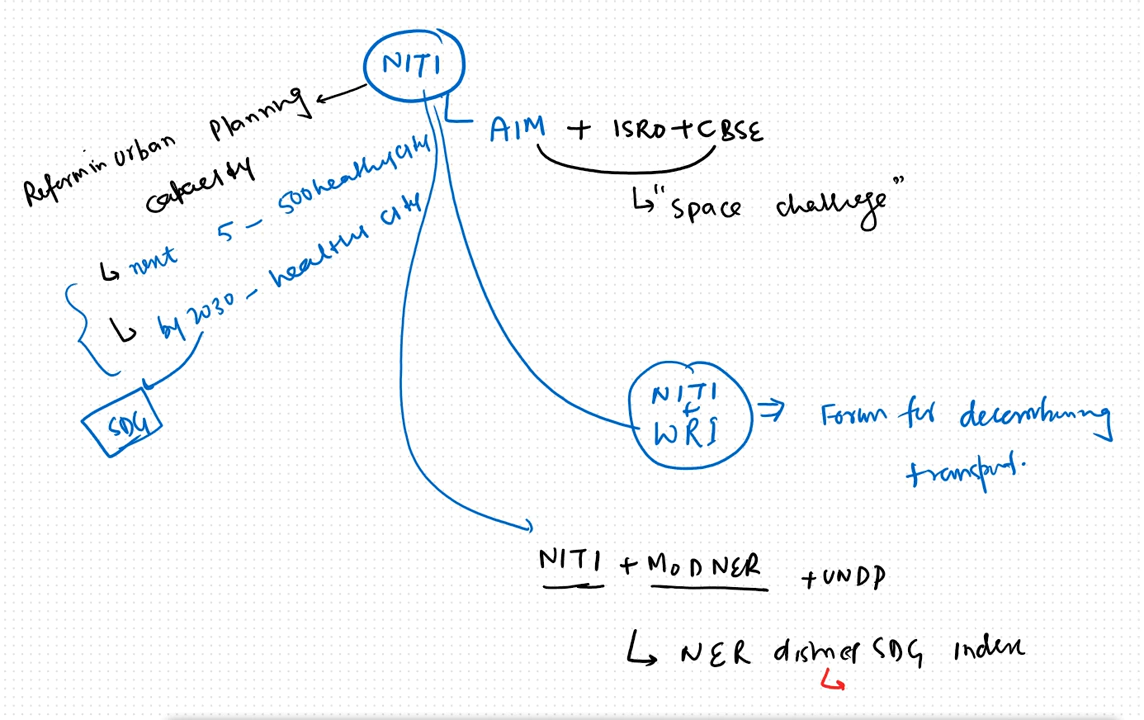 NITI
AIM + ISRO + CBSE
"space challenge"
Reform in Urban Planning
capacity
next 5 - 500 healthy city
by 2030 - healthy city
SDG
NITI
+
WRI
⇒ Forum for decarbonizing
transport.
NITI + MoDNER + UNDP
NER district SDG index